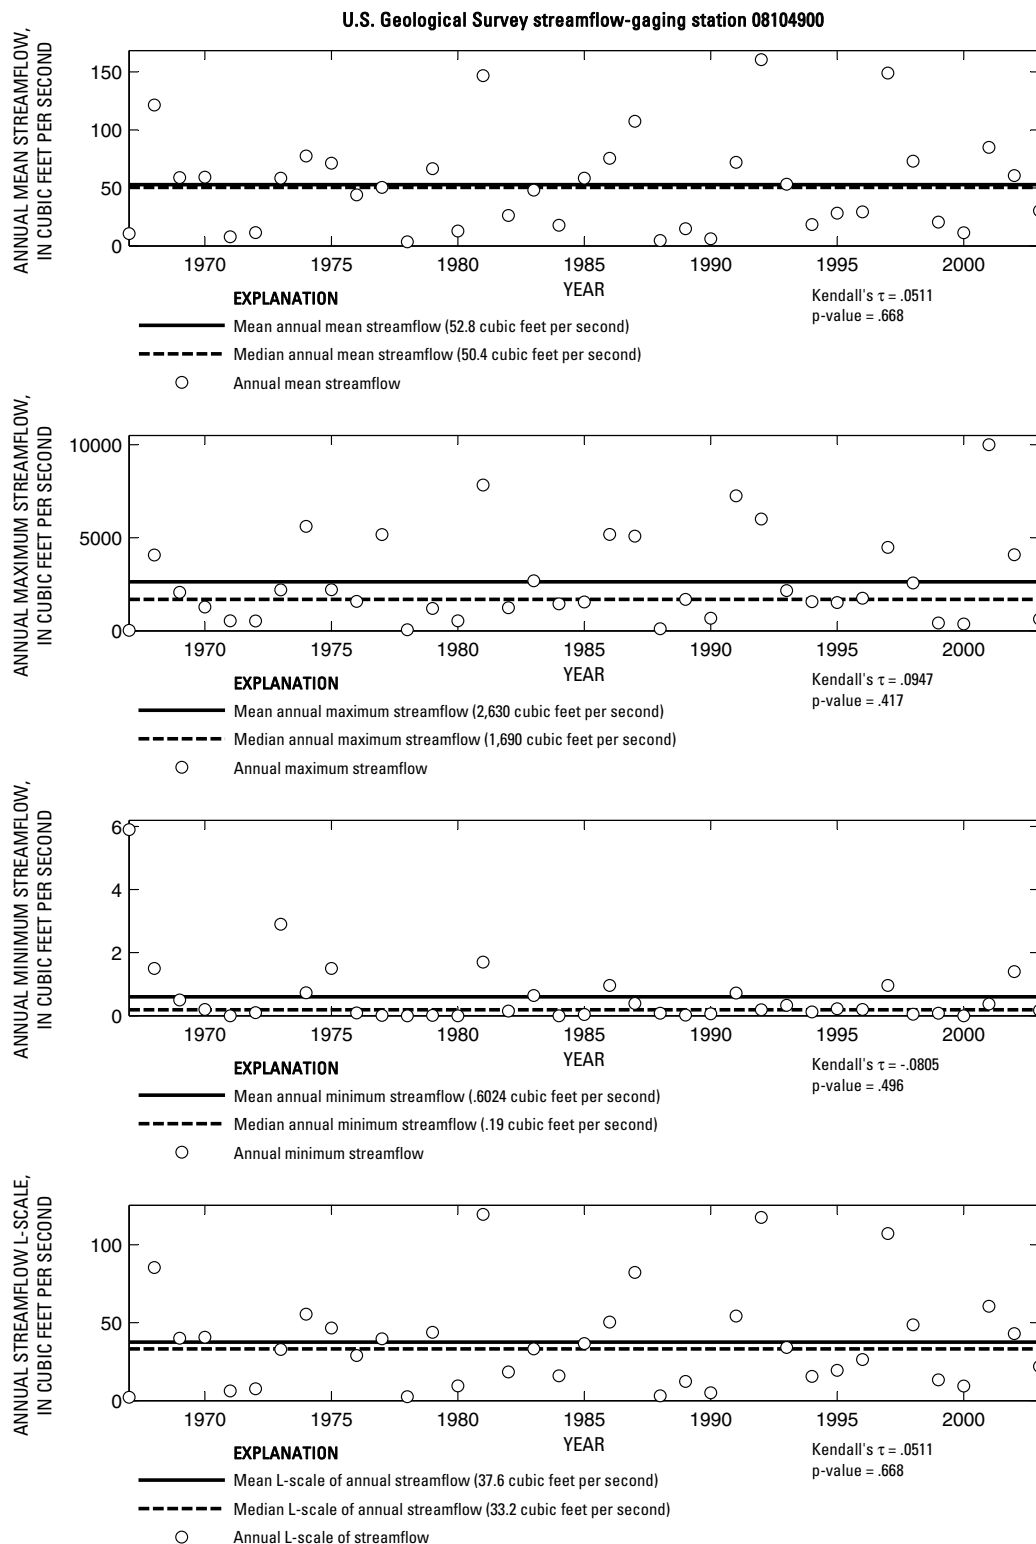 U.S. Geological Survey streamflow-gaging station 08104900
ANNUAL MEAN STREAMFLOW,
IN CUBIC FEET PER SECOND
150
100
50
0
1970 1975 1980 1985 1990 1995 2000
YEAR
Kendall's τ = .0511
p-value = .668
EXPLANATION
Mean annual mean streamflow (52.8 cubic feet per second)
Median annual mean streamflow (50.4 cubic feet per second)
Annual mean streamflow
ANNUAL MAXIMUM STREAMFLOW,
IN CUBIC FEET PER SECOND
10000
5000
0
1970 1975 1980 1985 1990 1995 2000
YEAR
Kendall's τ = .0947
p-value = .417
EXPLANATION
Mean annual maximum streamflow (2,630 cubic feet per second)
Median annual maximum streamflow (1,690 cubic feet per second)
Annual maximum streamflow
ANNUAL MINIMUM STREAMFLOW,
IN CUBIC FEET PER SECOND
6
4
2
0
1970 1975 1980 1985 1990 1995 2000
YEAR
Kendall's τ = -.0805
p-value = .496
EXPLANATION
Mean annual minimum streamflow (.6024 cubic feet per second)
Median annual minimum streamflow (.19 cubic feet per second)
Annual minimum streamflow
ANNUAL STREAMFLOW L-SCALE,
IN CUBIC FEET PER SECOND
100
50
0
1970 1975 1980 1985 1990 1995 2000
YEAR
Kendall's τ = .0511
p-value = .668
EXPLANATION
Mean L-scale of annual streamflow (37.6 cubic feet per second)
Median L-scale of annual streamflow (33.2 cubic feet per second)
Annual L-scale of streamflow